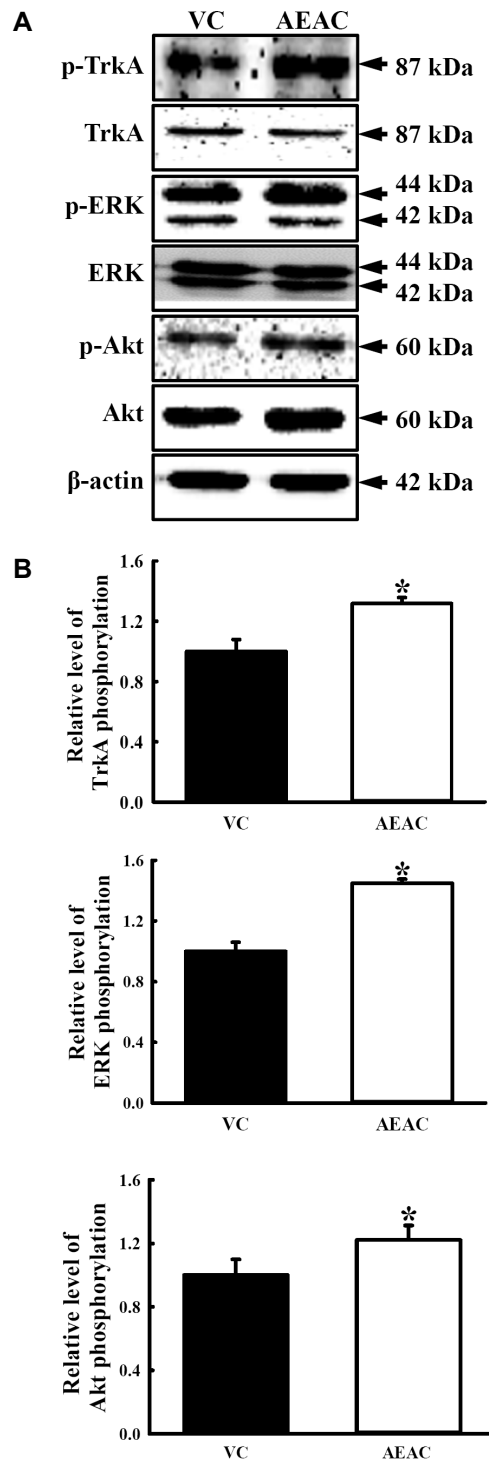 A
VC AEAC
p-TrkA 87 kDa
TrkA 87 kDa
p-ERK 44 kDa
42 kDa
ERK 44 kDa
42 kDa
p-Akt 60 kDa
Akt 60 kDa
β-actin 42 kDa
B
Relative level of
TrkA phosphorylation
1.6
1.2
0.8
0.4
0.0
*
VC AEAC
Relative level of
ERK phosphorylation
1.6
1.2
0.8
0.4
0.0
*
VC AEAC
Relative level of
Akt phosphorylation
1.6
1.2
0.8
0.4
0.0
*
VC AEAC